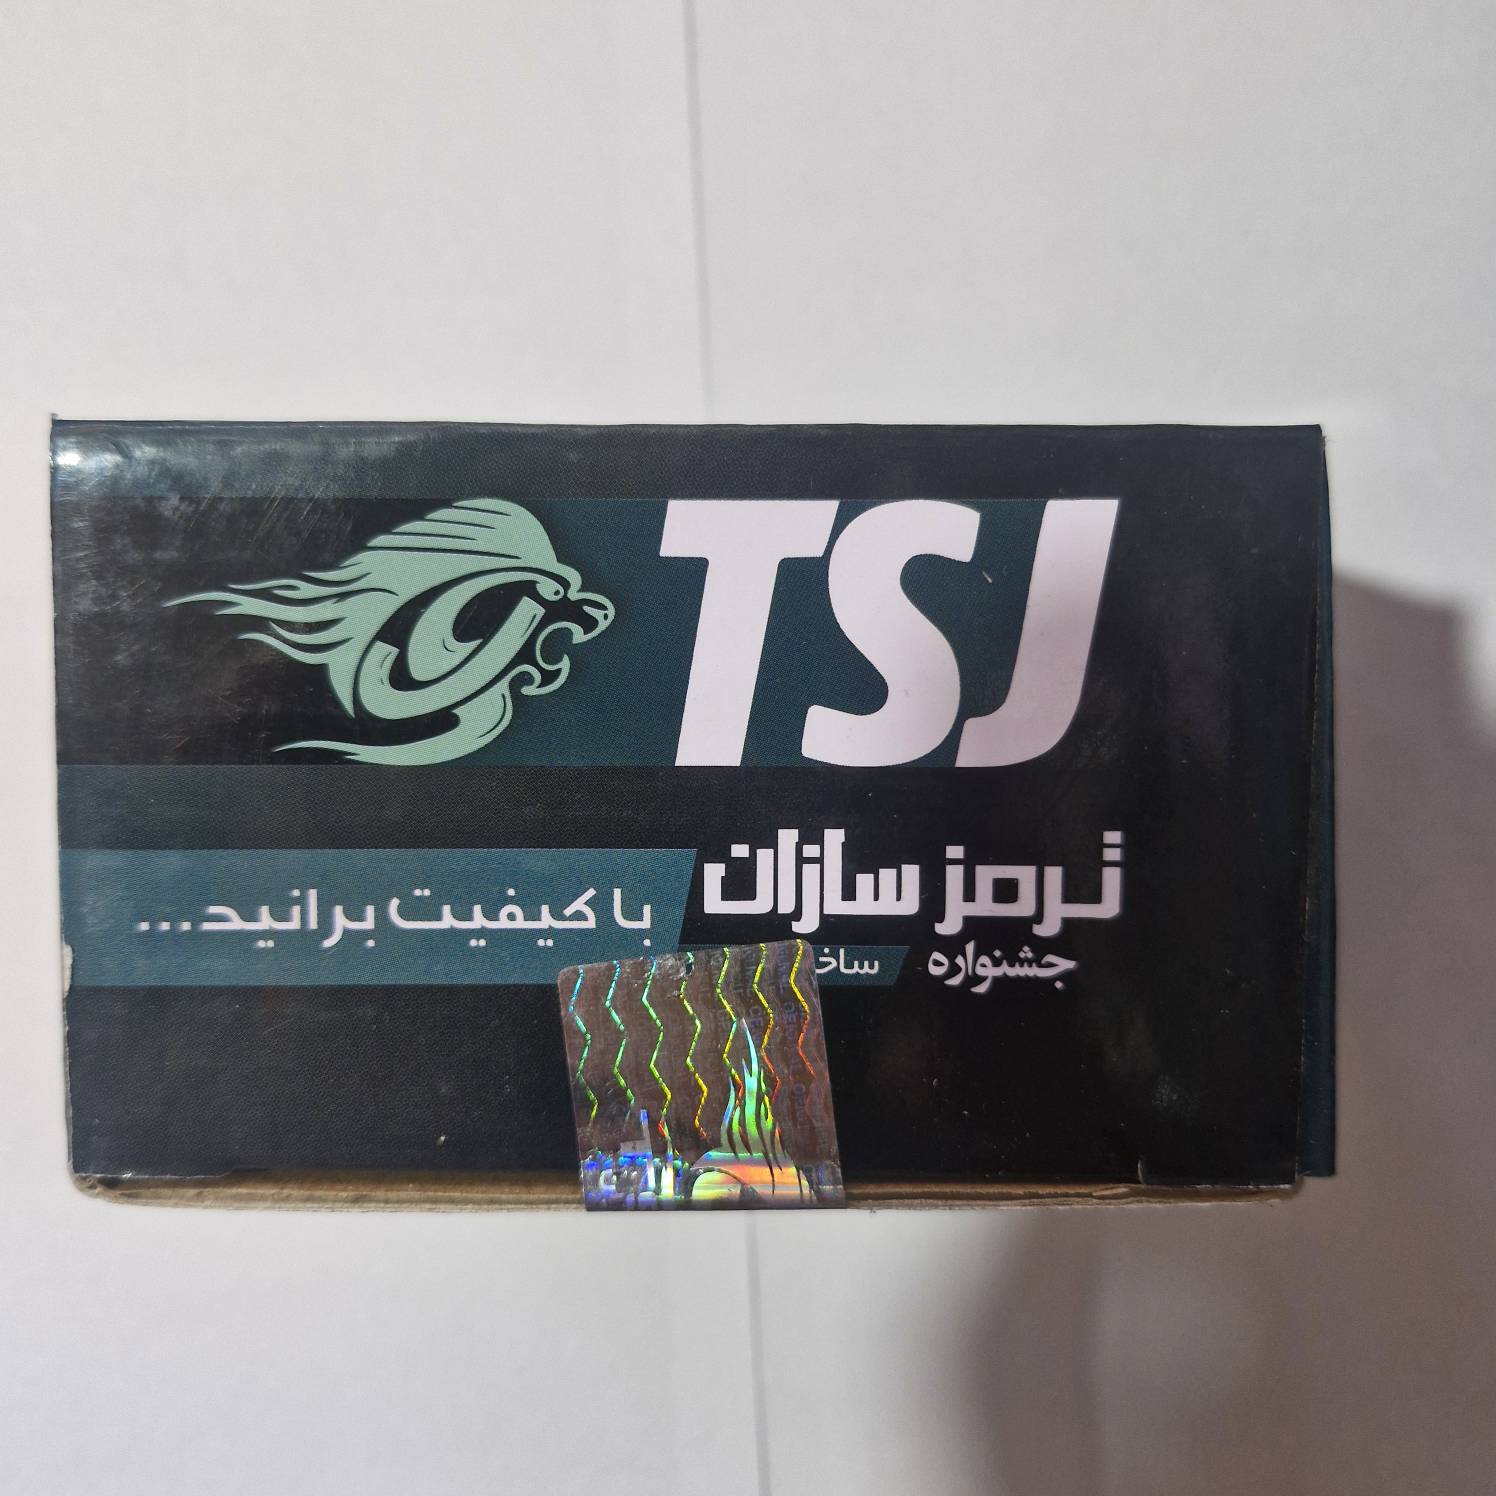 TSJ
ترمز سازان
با کیفیت برانید...
جشنواره